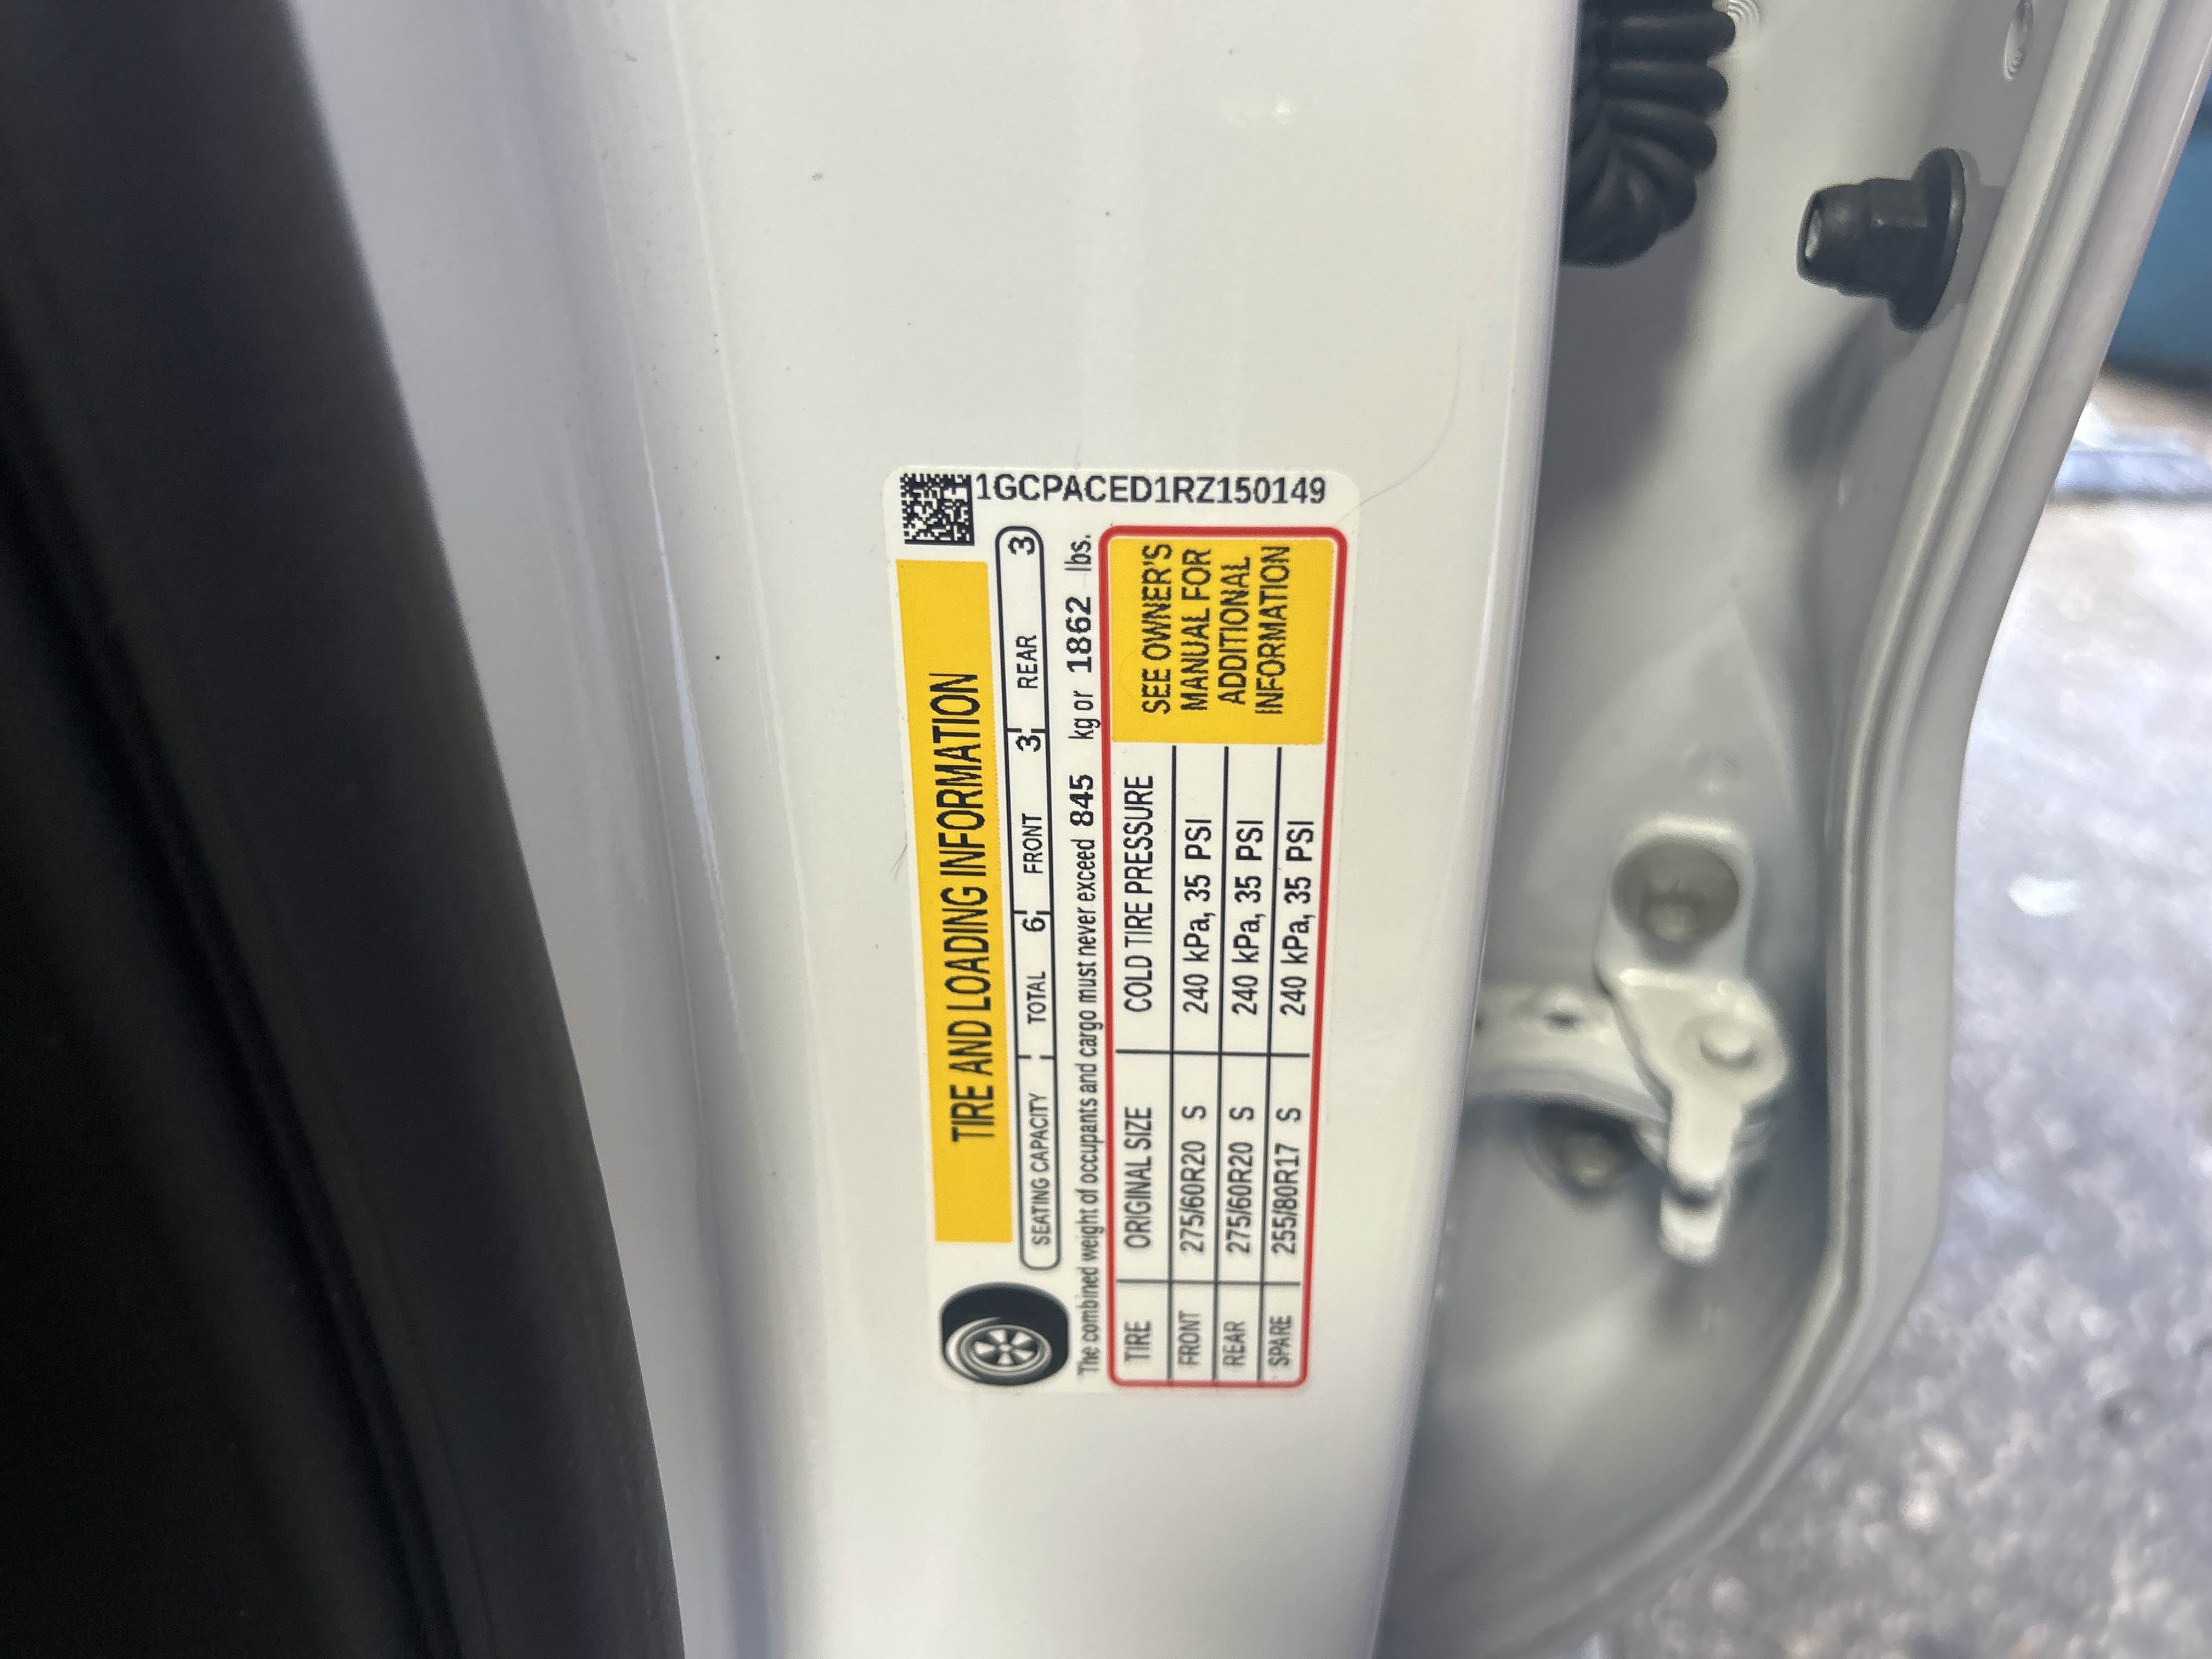 1GCPACED1RZ150149
TIRE AND LOADING INFORMATION
SEATING CAPACITY TOTAL 6 FRONT 3 REAR 3
The combined weight of occupants and cargo must never exceed 845 kg or 1862 lbs.
TIRE ORIGINAL SIZE COLD TIRE PRESSURE
FRONT 275/60R20 S 240 kPa, 35 PSI
REAR 275/60R20 S 240 kPa, 35 PSI
SPARE 255/80R17 S 240 kPa, 35 PSI
SEE OWNER'S
MANUAL FOR
ADDITIONAL
INFORMATION